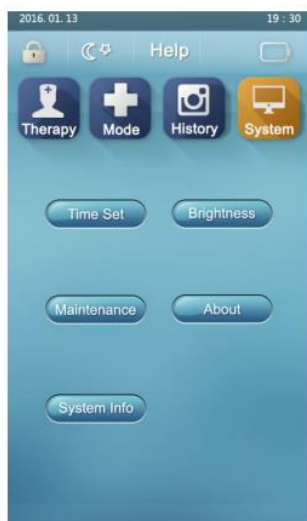 2016. 01. 13 19 : 30
Help
Therapy Mode History System
Time Set Brightness
Maintenance About
System Info